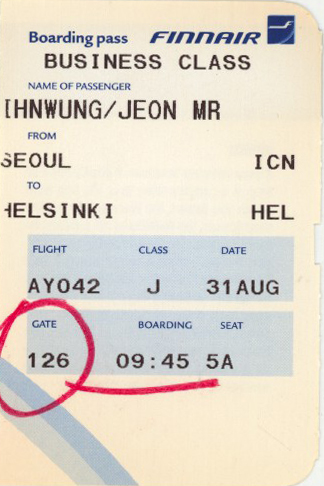 Boarding pass FINNAIR
BUSINESS CLASS
NAME OF PASSENGER
IHNWUNG/JEON MR
FROM
SEOUL ICN
TO
HELSINKI HEL
FLIGHT CLASS DATE
AY042 J 31AUG
GATE BOARDING SEAT
126 09:45 5A